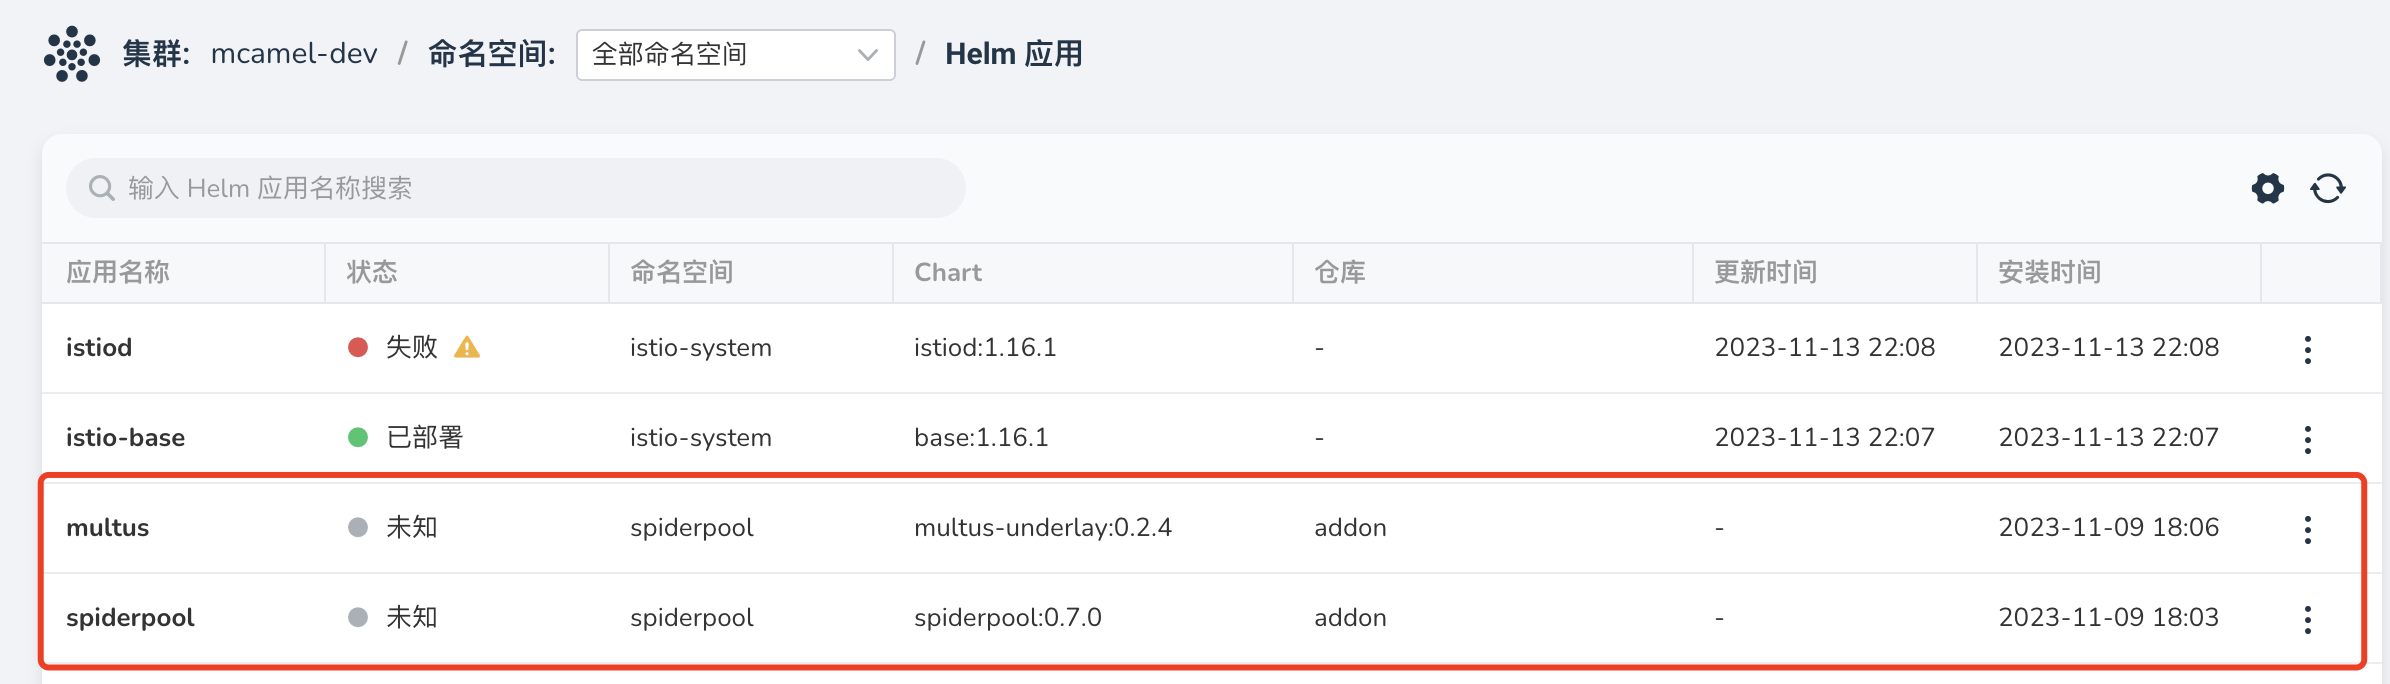 集群: mcamel-dev / 命名空间: 全部命名空间 / Helm 应用
输入 Helm 应用名称搜索
应用名称 状态 命名空间 Chart 仓库 更新时间 安装时间
istiod 失败 istio-system istiod:1.16.1 - 2023-11-13 22:08 2023-11-13 22:08
istio-base 已部署 istio-system base:1.16.1 - 2023-11-13 22:07 2023-11-13 22:07
multus 未知 spiderpool multus-underlay:0.2.4 addon - 2023-11-09 18:06
spiderpool 未知 spiderpool spiderpool:0.7.0 addon - 2023-11-09 18:03